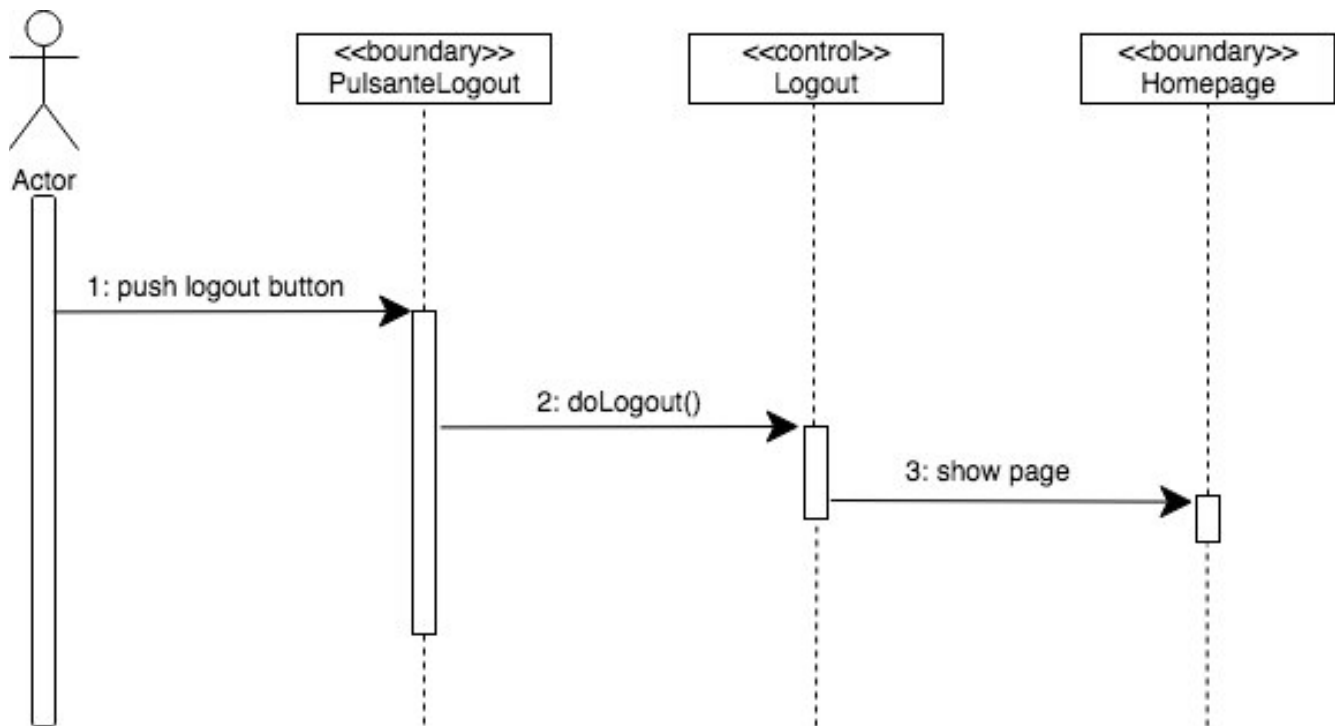 <<boundary>>
PulsanteLogout
<<control>>
Logout
<<boundary>>
Homepage
Actor
1: push logout button
2: doLogout()
3: show page